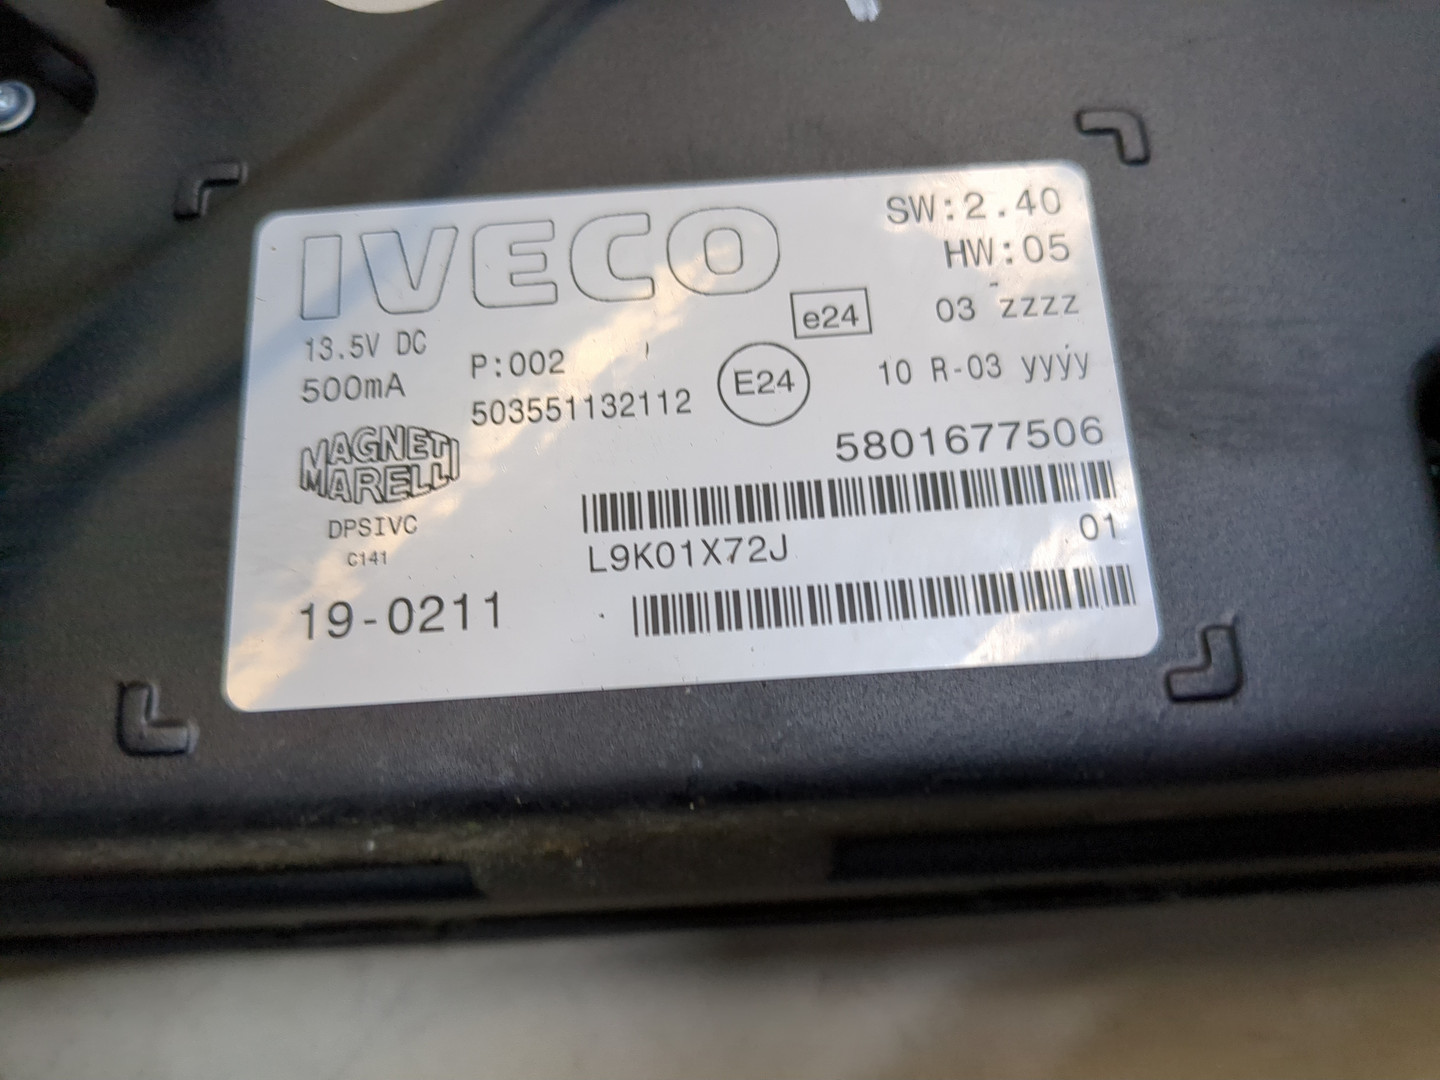 IVECO
SW:2.40
HW:05
e24
03 zzzz
13.5V DC
500mA
P:002
503551132112
E24
10 R-03 yyyy
5801677506
MAGNETI
MARELLI
DPSIVC
C141
01
L9K01X72J
19-0211